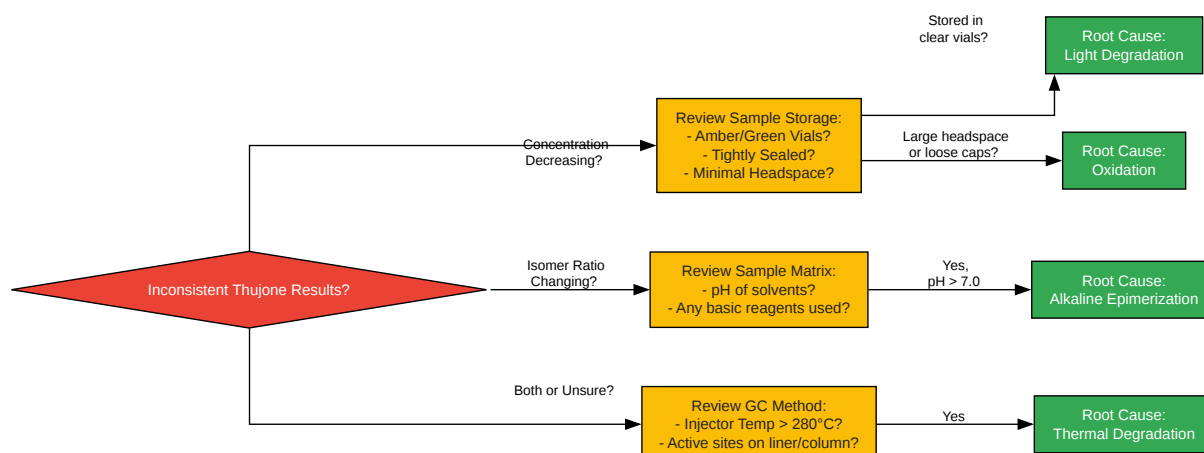 Stored in
clear vials?
Root Cause:
Light Degradation
Concentration
Decreasing?
Review Sample Storage:
- Amber/Green Vials?
- Tightly Sealed?
- Minimal Headspace?
Large headspace
or loose caps?
Root Cause:
Oxidation
Inconsistent Thujone Results?
Isomer Ratio
Changing?
Review Sample Matrix:
- pH of solvents?
- Any basic reagents used?
Yes,
pH > 7.0
Root Cause:
Alkaline Epimerization
Both or Unsure?
Review GC Method:
- Injector Temp > 280°C?
- Active sites on liner/column?
Yes
Root Cause:
Thermal Degradation